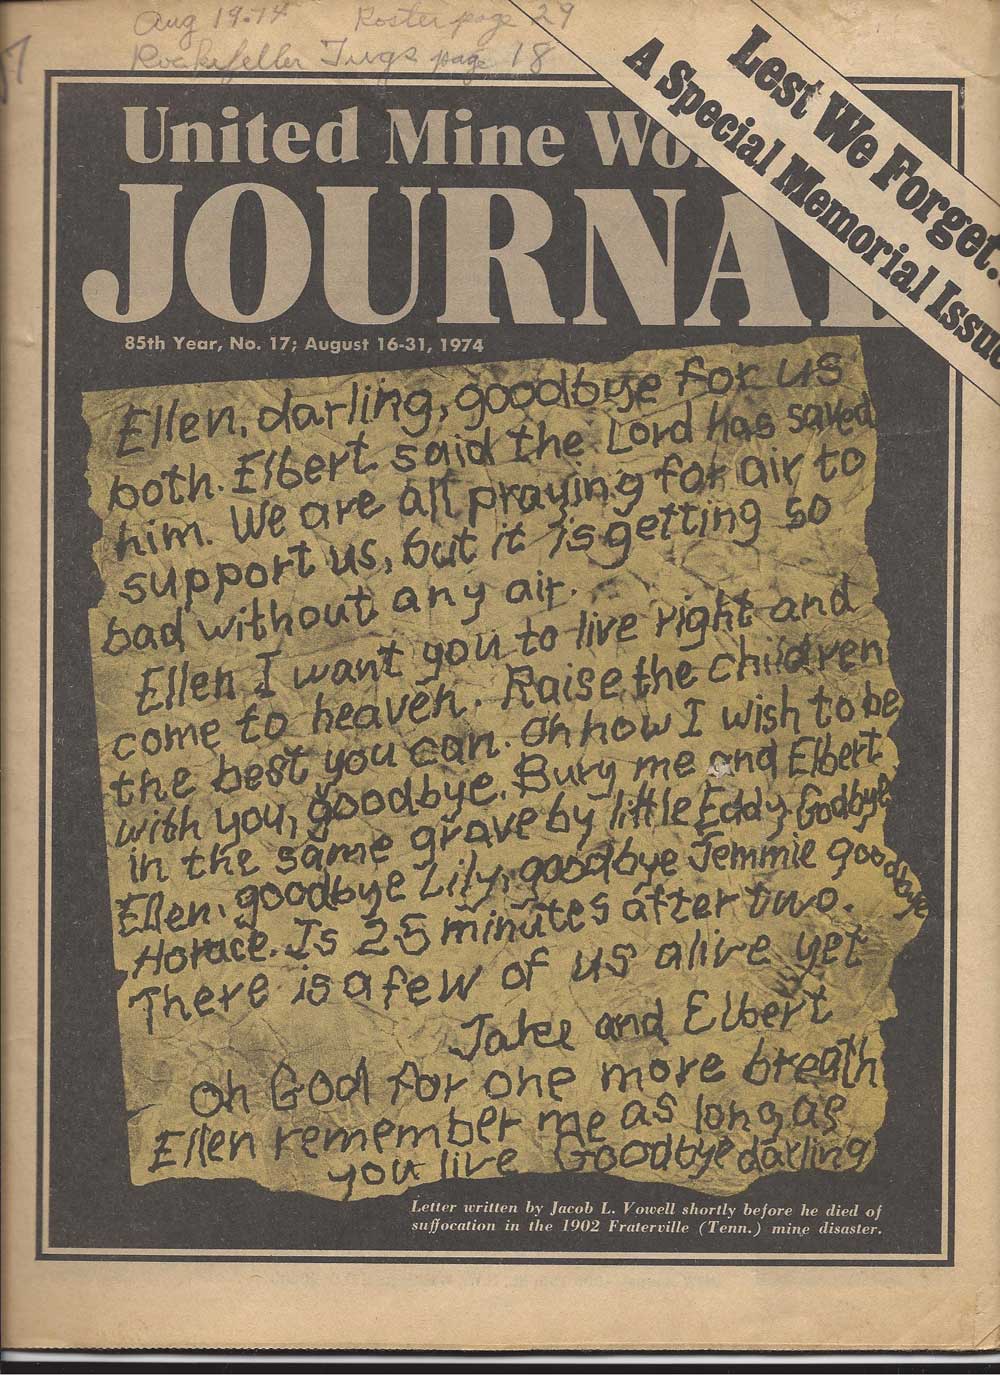 Aug 19-74 Roster page 29
Rockefeller Tugs page 18
Lest We Forget...
A Special Memorial Issue
United Mine Wo
JOURNAL
85th Year, No. 17; August 16-31, 1974
Ellen, darling, goodbye for us
both. Elbert said the Lord has saved
him. We are all praying for air to
support us, but it is getting so
bad without any air.
Ellen I want you to live right and
come to heaven. Raise the children
the best you can. Oh how I wish to be
with you, goodbye. Bury me and Elbert
in the same grave by little Eddy. Godbye
Ellen, goodbye Lily, goodbye Jemmie goodbye
Horace. Is 25 minutes after two.
There is a few of us alive yet
Jake and Elbert
Oh God for one more breath
Ellen remember me as long as
you live Goodbye darling
Letter written by Jacob L. Vowell shortly before he died of
suffocation in the 1902 Fraterville (Tenn.) mine disaster.